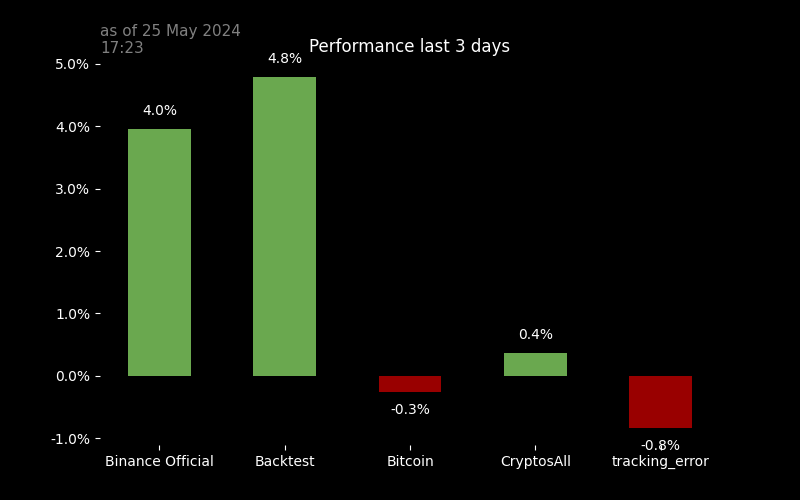 as of 25 May 2024
17:23
Performance last 3 days
5.0%
4.0%
3.0%
2.0%
1.0%
0.0%
-1.0%
4.0%
4.8%
-0.3%
0.4%
-0.8%
Binance Official
Backtest
Bitcoin
CryptosAll
tracking_error